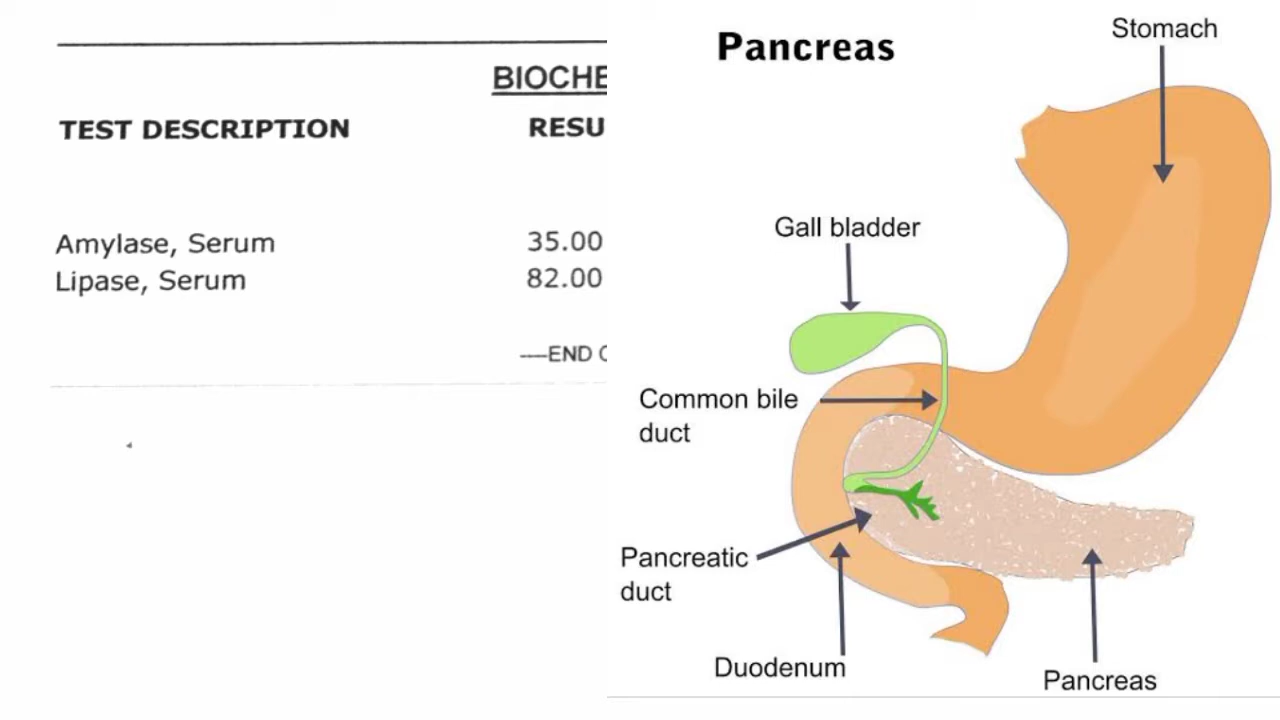 BIOCHE
TEST DESCRIPTION RESU
Amylase, Serum 35.00
Lipase, Serum 82.00
----END O
Pancreas
Stomach
Gall bladder
Common bile
duct
Pancreatic
duct
Duodenum
Pancreas